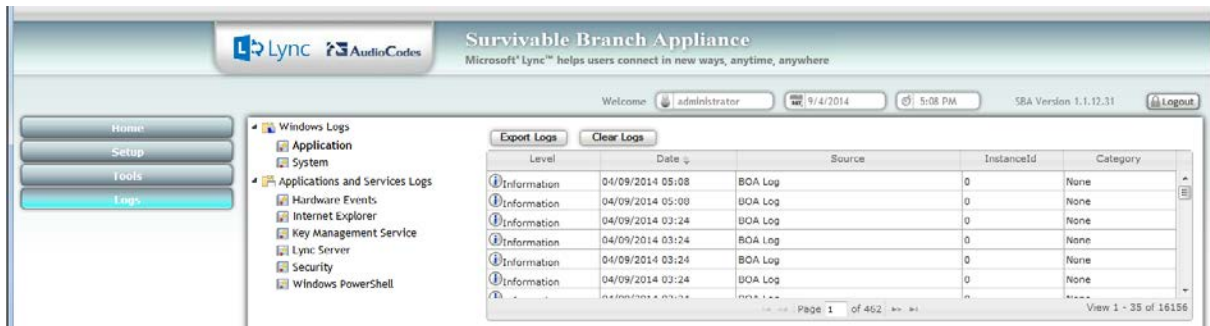 Lync AudioCodes
Survivable Branch Appliance
Microsoft® Lync™ helps users connect in new ways, anytime, anywhere
Welcome administrator 9/4/2014 5:08 PM SBA Version 1.1.12.31 Logout
Home
Setup
Tools
Logs
Windows Logs
Application
System
Applications and Services Logs
Hardware Events
Internet Explorer
Key Management Service
Lync Server
Security
Windows PowerShell
Export Logs Clear Logs
Level Date Source InstanceId Category
Information 04/09/2014 05:08 BOA Log 0 None
Information 04/09/2014 05:08 BOA Log 0 None
Information 04/09/2014 03:24 BOA Log 0 None
Information 04/09/2014 03:24 BOA Log 0 None
Information 04/09/2014 03:24 BOA Log 0 None
Information 04/09/2014 03:24 BOA Log 0 None
Page 1 of 462 View 1 - 35 of 16156